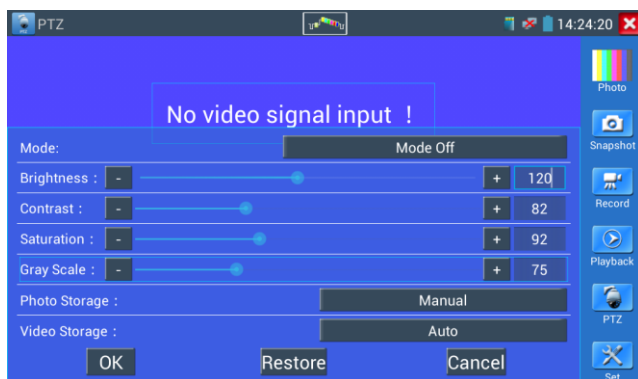 PTZ
14:24:20
No video signal input !
Mode: Mode Off
Brightness : - + 120
Contrast : - + 82
Saturation : - + 92
Gray Scale : - + 75
Photo Storage : Manual
Video Storage : Auto
OK Restore Cancel
Photo
Snapshot
Record
Playback
PTZ
Set